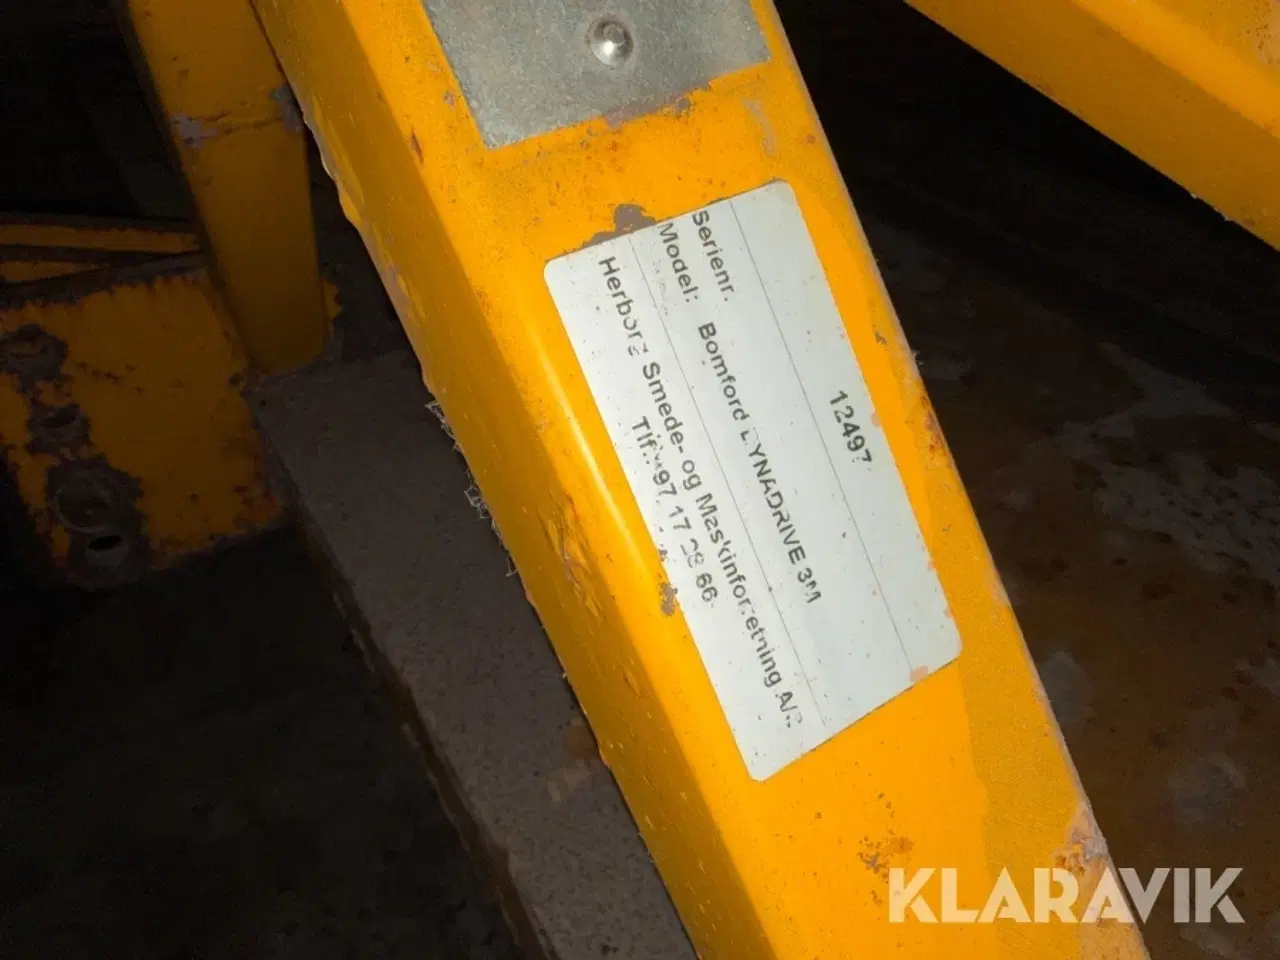 Serienr. 12497
Model: Bomford DYNADRIVE 3M
Herborg Smede- og Maskinforretning A/S
Tlf. 97 17 28 66
KLARAVIK